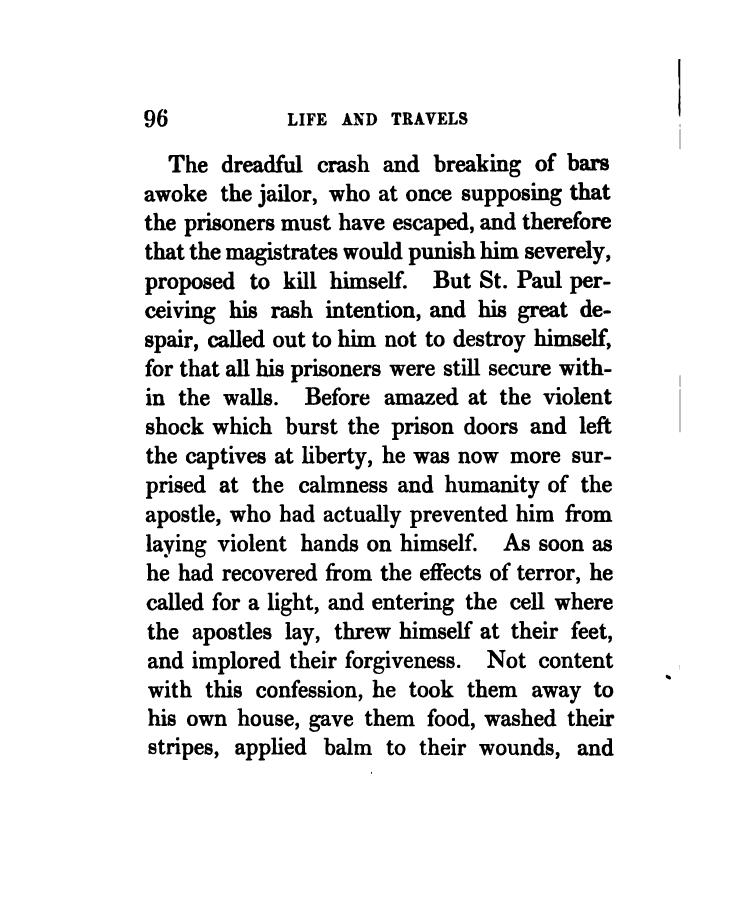 96 LIFE AND TRAVELS
The dreadful crash and breaking of bars
awoke the jailor, who at once supposing that
the prisoners must have escaped, and therefore
that the magistrates would punish him severely,
proposed to kill himself. But St. Paul per-
ceiving his rash intention, and his great de-
spair, called out to him not to destroy himself,
for that all his prisoners were still secure with-
in the walls. Before amazed at the violent
shock which burst the prison doors and left
the captives at liberty, he was now more sur-
prised at the calmness and humanity of the
apostle, who had actually prevented him from
laying violent hands on himself. As soon as
he had recovered from the effects of terror, he
called for a light, and entering the cell where
the apostles lay, threw himself at their feet,
and implored their forgiveness. Not content
with this confession, he took them away to
his own house, gave them food, washed their
stripes, applied balm to their wounds, and